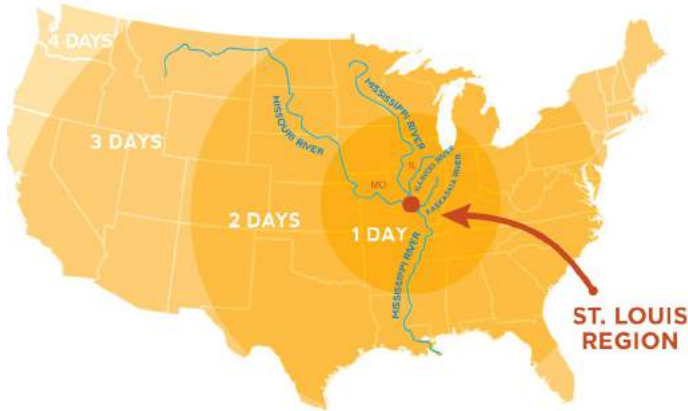 4 DAYS
3 DAYS
2 DAYS
1 DAY
MISSOURI RIVER
MISSISSIPPI RIVER
IL
ILLINOIS RIVER
KASKASKIA RIVER
MO
MISSISSIPPI RIVER
ST. LOUIS
REGION